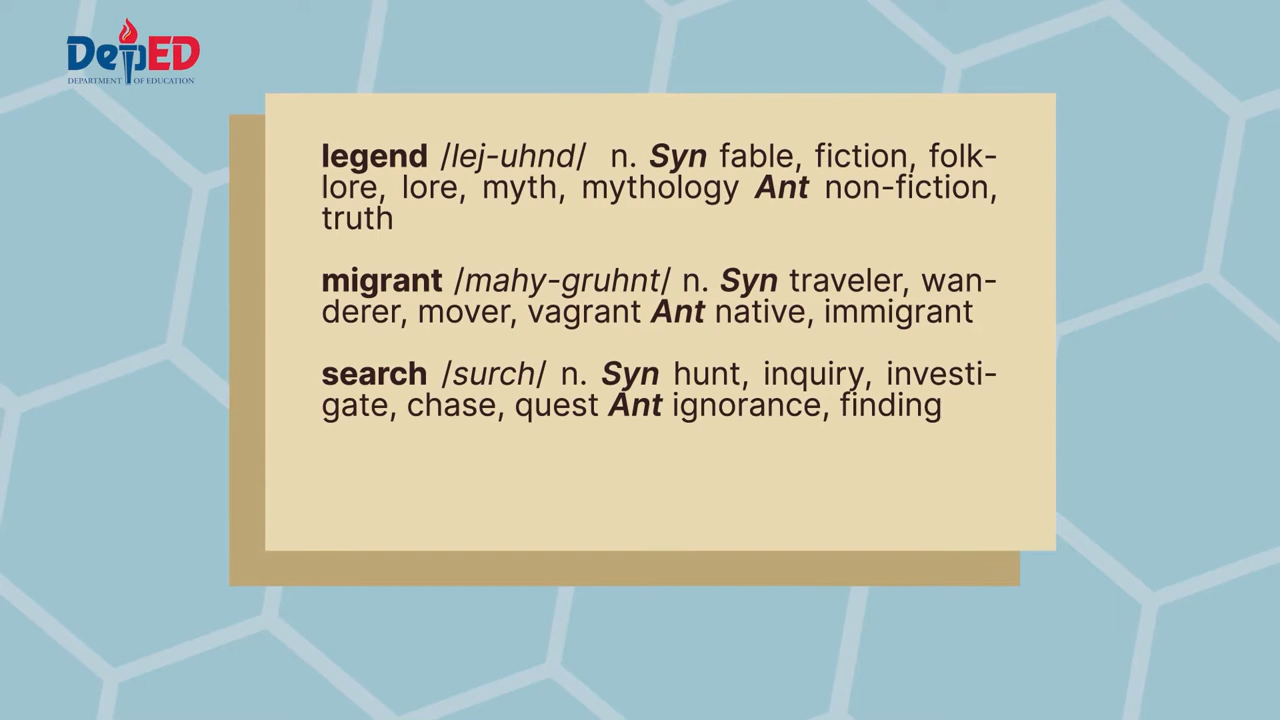 DepED
DEPARTMENT OF EDUCATION
legend /lej-uhnd/ n. Syn fable, fiction, folk-
lore, lore, myth, mythology Ant non-fiction,
truth
migrant /mahy-gruhnt/ n. Syn traveler, wan-
derer, mover, vagrant Ant native, immigrant
search /surch/ n. Syn hunt, inquiry, investi-
gate, chase, quest Ant ignorance, finding